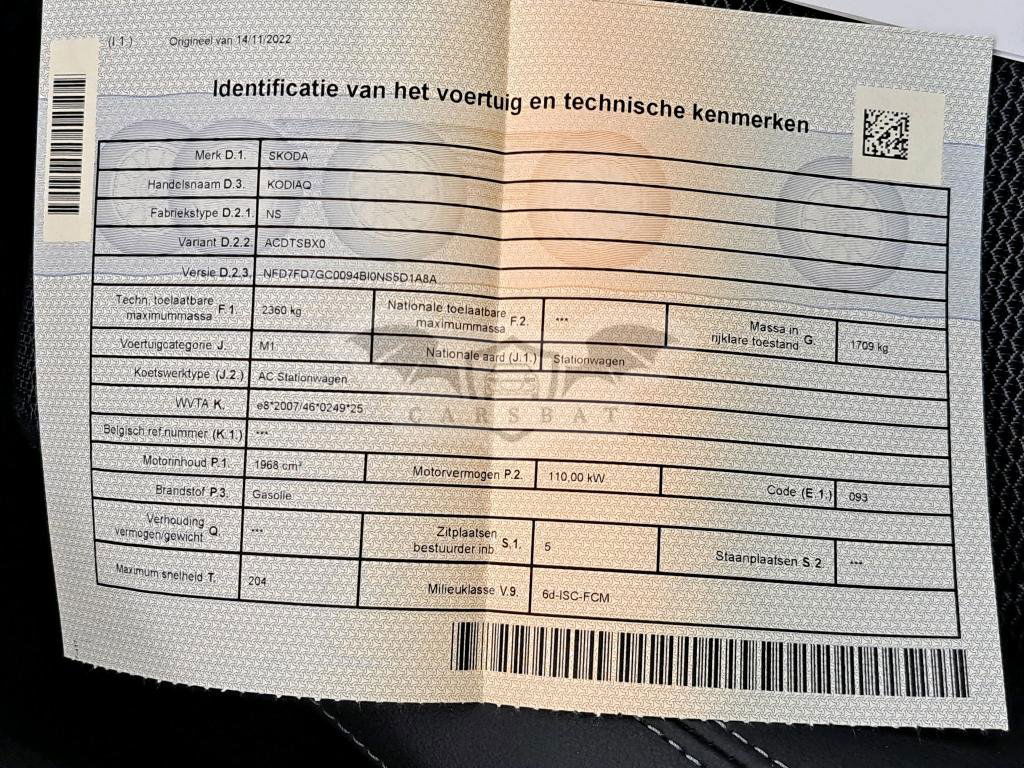 (I.1.) Origineel van 14/11/2022
Identificatie van het voertuig en technische kenmerken
Merk D.1. SKODA
Handelsnaam D.3. KODIAQ
Fabriekstype D.2.1. NS
Variant D.2.2. ACDTSBX0
Versie D.2.3. NFD7FD7GC0094BI0NS5D1A8A
Techn. toelaatbare maximummassa F.1. 2360 kg Nationale toelaatbare maximummassa F.2. *** Massa in rijklare toestand G. 1709 kg
Voertuigcategorie J. M1 Nationale aard (J.1.) Stationwagen
Koetswerktype (J.2.) AC Stationwagen
WVTA K. e8*2007/46*0249*25
CARSBAT
Belgisch ref.nummer (K.1.) ***
Motorinhoud P.1. 1968 cm³ Motorvermogen P.2. 110,00 kW Code (E.1.) 093
Brandstof P.3. Gasolie
Verhouding vermogen/gewicht Q. *** Zitplaatsen bestuurder inb. S.1. 5 Staanplaatsen S.2. ***
Maximum snelheid T. 204 Milieuklasse V.9. 6d-ISC-FCM